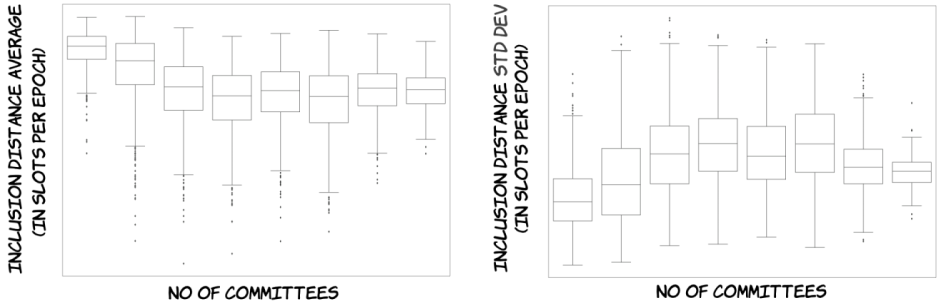 INCLUSION DISTANCE AVERAGE
(IN SLOTS PER EPOCH)
NO OF COMMITTEES
INCLUSION DISTANCE STD DEV
(IN SLOTS PER EPOCH)
NO OF COMMITTEES